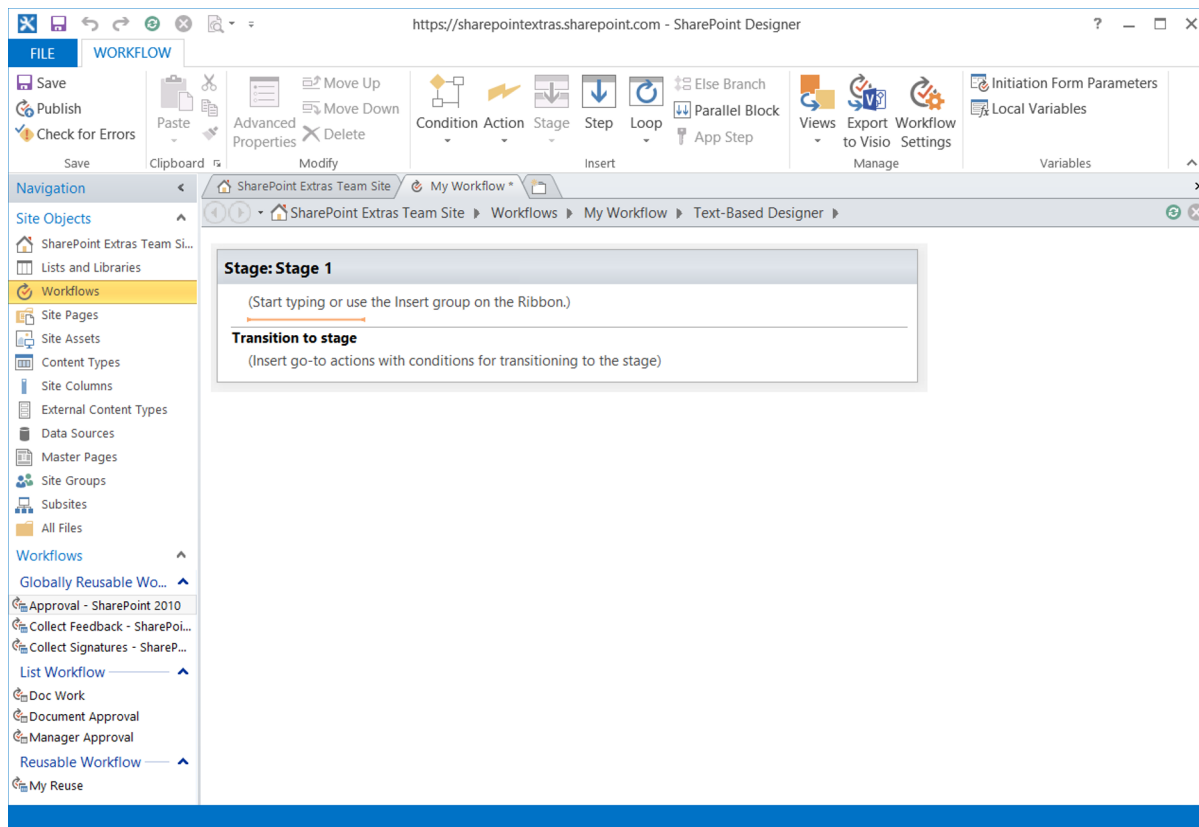 https://sharepointextras.sharepoint.com - SharePoint Designer
?
FILE
WORKFLOW
Save
Publish
Check for Errors
Save
Paste
Clipboard
Advanced Properties
Move Up
Move Down
Delete
Modify
Condition
Action
Stage
Step
Loop
Else Branch
Parallel Block
App Step
Insert
Views
Export to Visio
Workflow Settings
Manage
Initiation Form Parameters
Local Variables
Variables
Navigation
SharePoint Extras Team Site
My Workflow *
SharePoint Extras Team Site
Workflows
My Workflow
Text-Based Designer
Site Objects
SharePoint Extras Team Si...
Lists and Libraries
Workflows
Site Pages
Site Assets
Content Types
Site Columns
External Content Types
Data Sources
Master Pages
Site Groups
Subsites
All Files
Workflows
Globally Reusable Wo...
Approval - SharePoint 2010
Collect Feedback - SharePoi...
Collect Signatures - ShareP...
List Workflow
Doc Work
Document Approval
Manager Approval
Reusable Workflow
My Reuse
Stage: Stage 1
(Start typing or use the Insert group on the Ribbon.)
Transition to stage
(Insert go-to actions with conditions for transitioning to the stage)